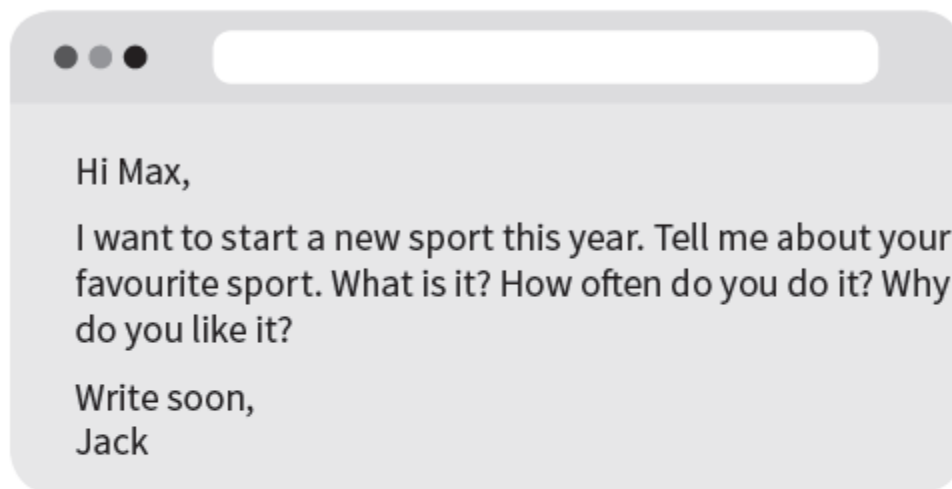 Hi Max,
I want to start a new sport this year. Tell me about your
favourite sport. What is it? How often do you do it? Why
do you like it?
Write soon,
Jack